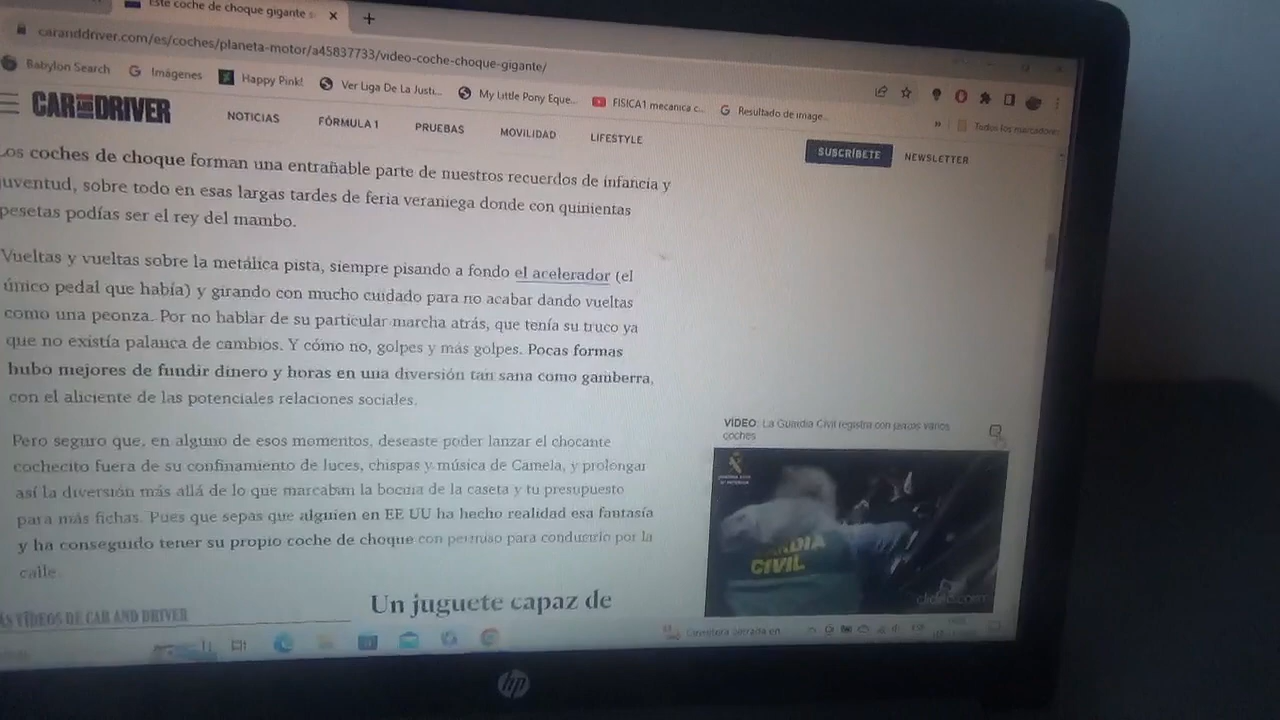 Este coche de choque gigante
caranddriver.com/es/coches/planeta-motor/a45837733/video-coche-choque-gigante/
Babylon Search Imágenes Happy Pink! Ver Liga De La Justi... My Little Pony Eque... FISICA1 mecanica c... Resultado de image...
» Todos los marcadores
CAR AND DRIVER NOTICIAS FÓRMULA 1 PRUEBAS MOVILIDAD LIFESTYLE SUSCRÍBETE NEWSLETTER
Los coches de choque forman una entrañable parte de nuestros recuerdos de infancia y
juventud, sobre todo en esas largas tardes de feria veraniega donde con quinientas
pesetas podías ser el rey del mambo.
Vueltas y vueltas sobre la metálica pista, siempre pisando a fondo el acelerador (el
único pedal que había) y girando con mucho cuidado para no acabar dando vueltas
como una peonza. Por no hablar de su particular marcha atrás, que tenía su truco ya
que no existía palanca de cambios. Y cómo no, golpes y más golpes. Pocas formas
hubo mejores de fundir dinero y horas en una diversión tan sana como gamberra,
con el aliciente de las potenciales relaciones sociales.
Pero seguro que, en alguno de esos momentos, deseaste poder lanzar el chocante
cochecito fuera de su confinamiento de luces, chispas y música de Camela, y prolongar
así la diversión más allá de lo que marcaban la bocina de la caseta y tu presupuesto
para más fichas. Pues que sepas que alguien en EE UU ha hecho realidad esa fantasía
y ha conseguido tener su propio coche de choque con permiso para conducirlo por la
calle.
VÍDEO: La Guardia Civil registra con varios
coches
GUARDIA
CIVIL
MÁS VÍDEOS DE CAR AND DRIVER
Un juguete capaz de
Carretera cerrada en
hp